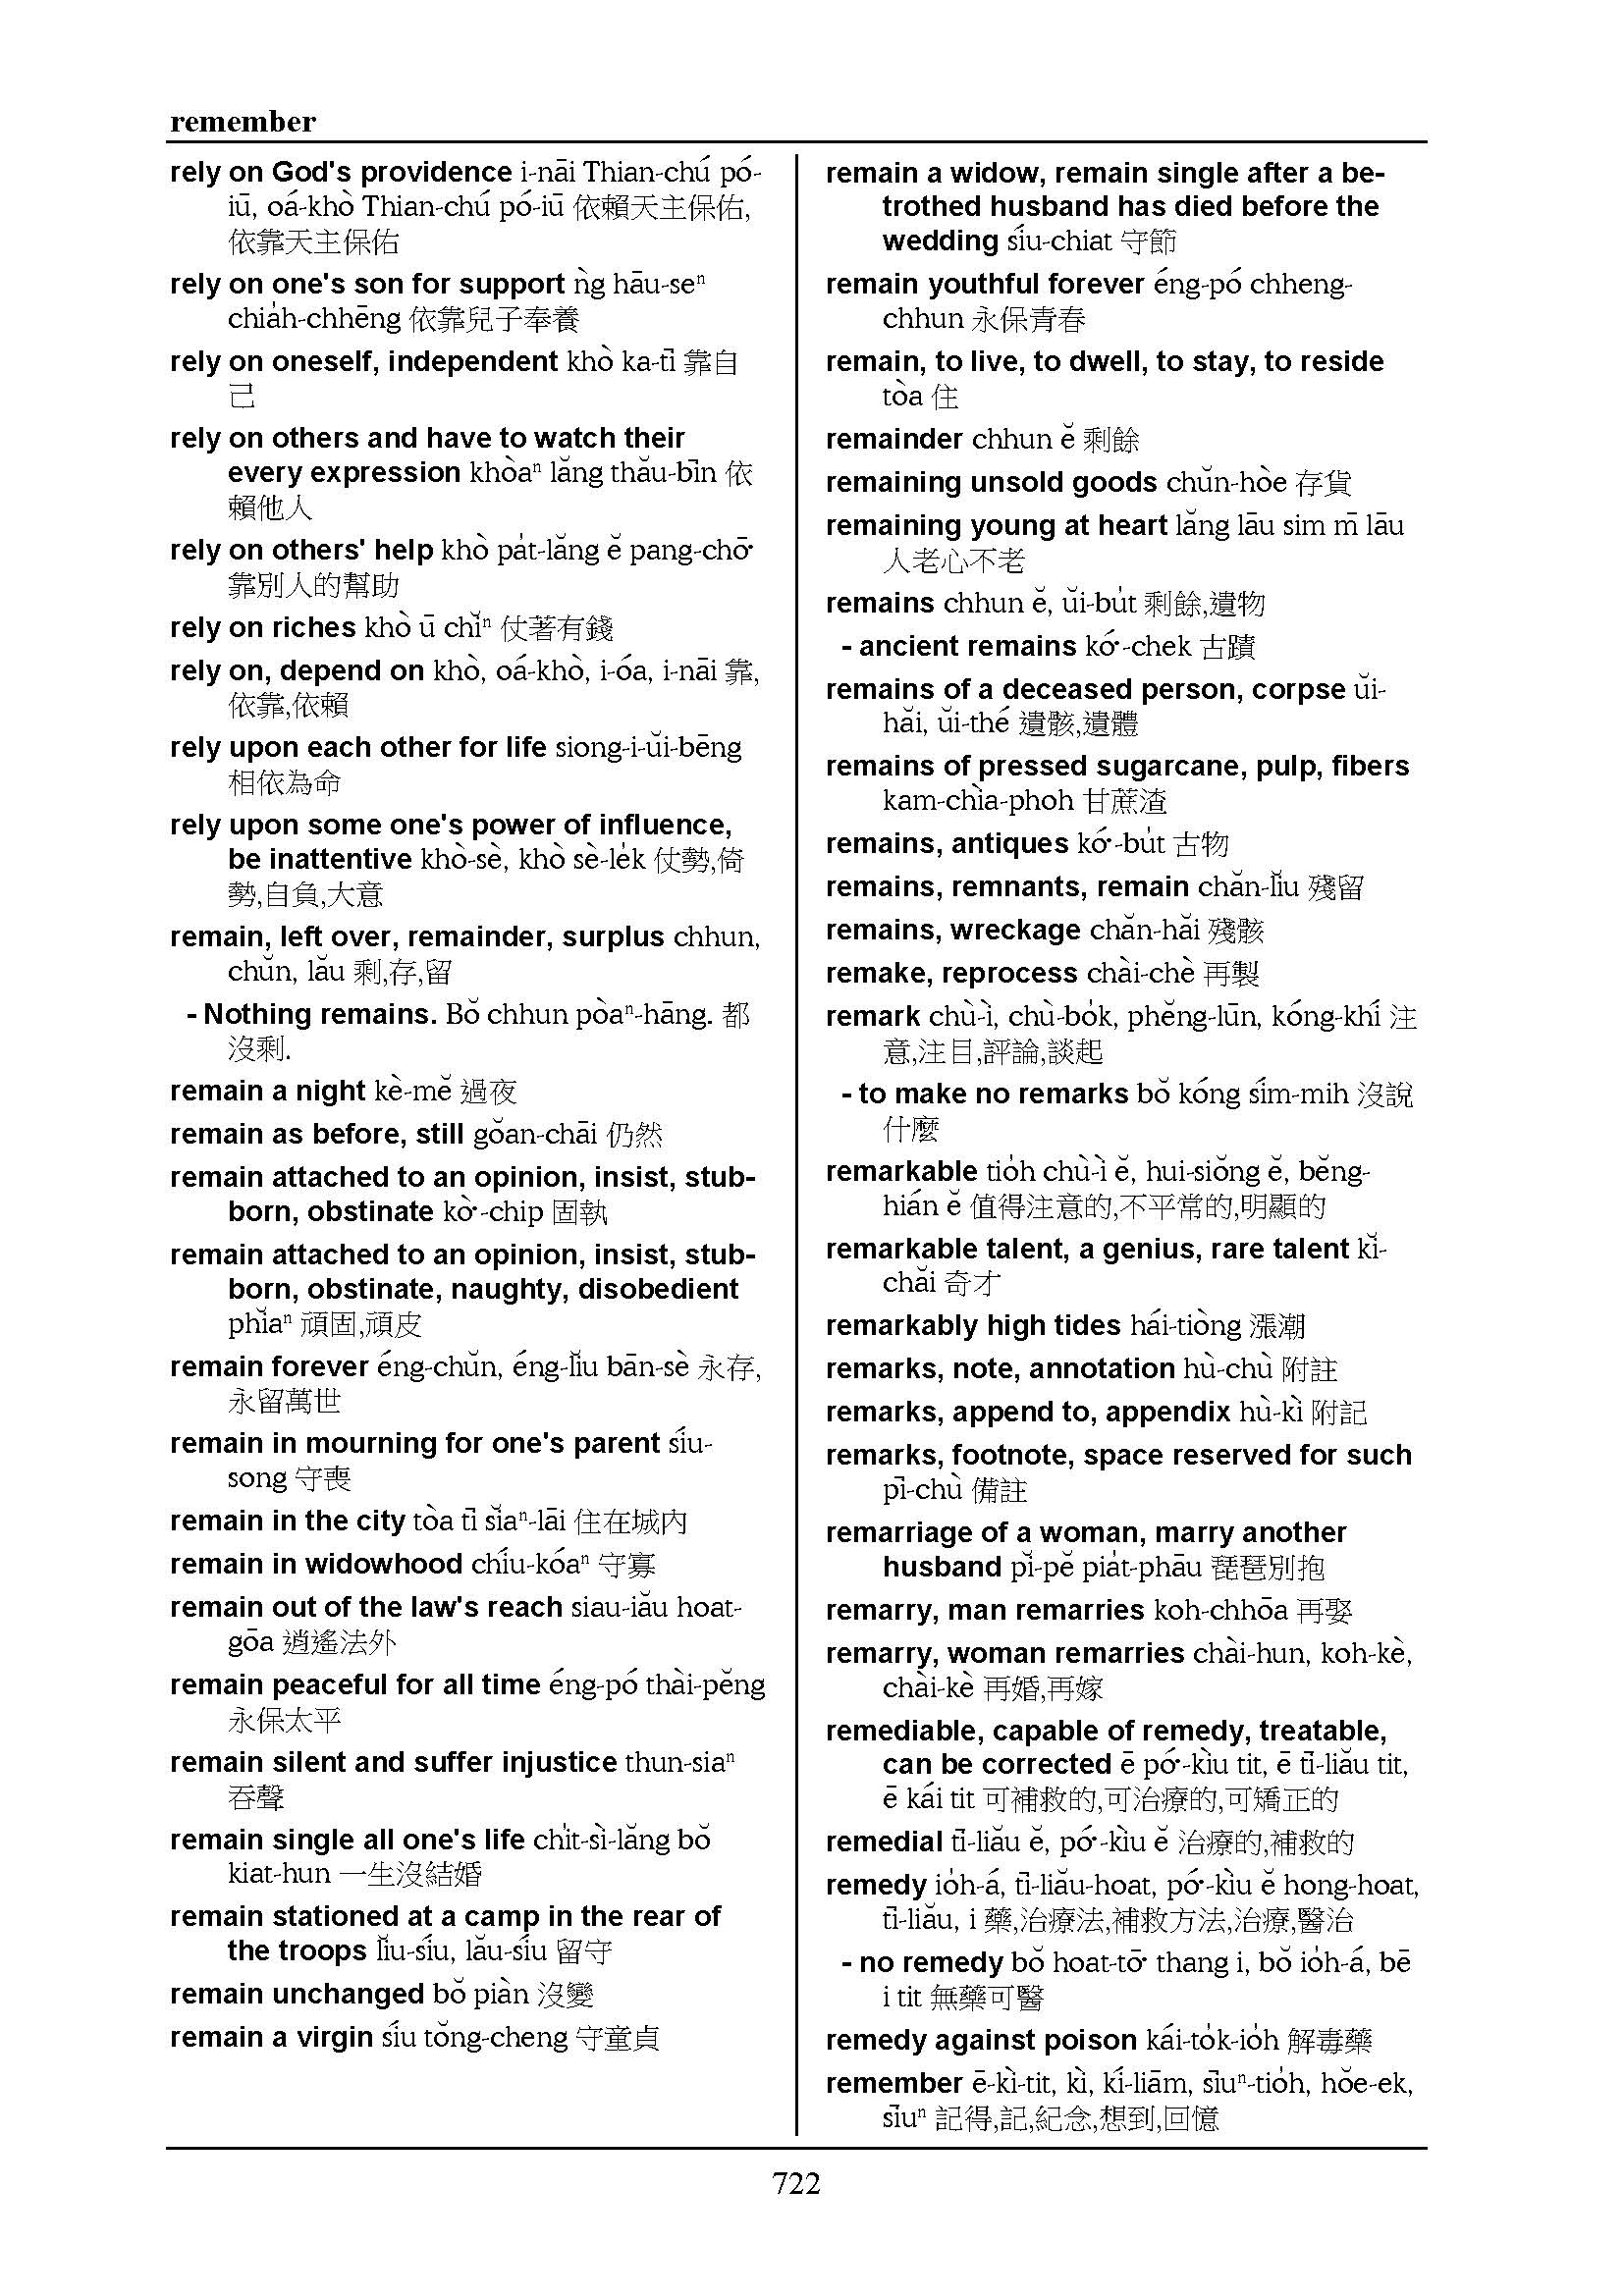 remember
rely on God's providence i-nāi Thian-chú pó-
iū, oá-khò Thian-chú pó-iū 依賴天主保佑,
依靠天主保佑
rely on one's son for support ǹg hāu-seⁿ
chia̍h-chhēng 依靠兒子奉養
rely on oneself, independent khò ka-tī 靠自
己
rely on others and have to watch their
every expression khòaⁿ lăng thău-bīn 依
賴他人
rely on others' help khò pa̍t-lăng ĕ pang-chō͘
靠別人的幫助
rely on riches khò ū chĭⁿ 仗著有錢
rely on, depend on khò, oá-khò, i-óa, i-nāi 靠,
依靠,依賴
rely upon each other for life siong-i-ŭi-bēng
相依為命
rely upon some one's power of influence,
be inattentive khò-sè, khò sè-le̍k 仗勢,倚
勢,自負,大意
remain, left over, remainder, surplus chhun,
chŭn, lău 剩,存,留
- Nothing remains. Bŏ chhun pòaⁿ-hāng. 都
沒剩.
remain a night kè-mĕ 過夜
remain as before, still gŏan-chāi 仍然
remain attached to an opinion, insist, stub-
born, obstinate kò͘-chip 固執
remain attached to an opinion, insist, stub-
born, obstinate, naughty, disobedient
phĭaⁿ 頑固,頑皮
remain forever éng-chŭn, éng-lĭu bān-sè 永存,
永留萬世
remain in mourning for one's parent síu-
song 守喪
remain in the city tòa tī sĭaⁿ-lāi 住在城內
remain in widowhood chíu-kóaⁿ 守寡
remain out of the law's reach siau-iău hoat-
gōa 逍遙法外
remain peaceful for all time éng-pó thài-pĕng
永保太平
remain silent and suffer injustice thun-siaⁿ
吞聲
remain single all one's life chi̍t-sì-lăng bŏ
kiat-hun 一生沒結婚
remain stationed at a camp in the rear of
the troops lĭu-síu, lău-síu 留守
remain unchanged bŏ piàn 沒變
remain a virgin síu tŏng-cheng 守童貞
remain a widow, remain single after a be-
trothed husband has died before the
wedding síu-chiat 守節
remain youthful forever éng-pó chheng-
chhun 永保青春
remain, to live, to dwell, to stay, to reside
tòa 住
remainder chhun ĕ 剩餘
remaining unsold goods chŭn-hòe 存貨
remaining young at heart lăng lāu sim m̄ lāu
人老心不老
remains chhun ĕ, ŭi-bu̍t 剩餘,遺物
- ancient remains kó͘-chek 古蹟
remains of a deceased person, corpse ŭi-
hăi, ŭi-thé 遺骸,遺體
remains of pressed sugarcane, pulp, fibers
kam-chìa-phoh 甘蔗渣
remains, antiques kó͘-bu̍t 古物
remains, remnants, remain chăn-lĭu 殘留
remains, wreckage chăn-hăi 殘骸
remake, reprocess chài-chè 再製
remark chù-ì, chù-bo̍k, phĕng-lūn, kóng-khí 注
意,注目,評論,談起
- to make no remarks bŏ kóng sím-mih 沒說
什麼
remarkable tio̍h chù-ì ĕ, hui-siŏng ĕ, bĕng-
hián ĕ 值得注意的,不平常的,明顯的
remarkable talent, a genius, rare talent kĭ-
chăi 奇才
remarkably high tides hái-tiòng 漲潮
remarks, note, annotation hù-chù 附註
remarks, append to, appendix hù-kì 附記
remarks, footnote, space reserved for such
pī-chù 備註
remarriage of a woman, marry another
husband pĭ-pĕ pia̍t-phāu 琵琶別抱
remarry, man remarries koh-chhōa 再娶
remarry, woman remarries chài-hun, koh-kè,
chài-kè 再婚,再嫁
remediable, capable of remedy, treatable,
can be corrected ē pó͘-kìu tit, ē tī-liău tit,
ē kái tit 可補救的,可治療的,可矯正的
remedial tī-liău ĕ, pó͘-kìu ĕ 治療的,補救的
remedy io̍h-á, tī-liău-hoat, pó͘-kìu ĕ hong-hoat,
tī-liău, i 藥,治療法,補救方法,治療,醫治
- no remedy bŏ hoat-tō͘ thang i, bŏ io̍h-á, bē
i tit 無藥可醫
remedy against poison kái-to̍k-io̍h 解毒藥
remember ē-kì-tit, kì, kí-liām, sīuⁿ-tio̍h, hŏe-ek,
sīuⁿ 記得,記,紀念,想到,回憶
722